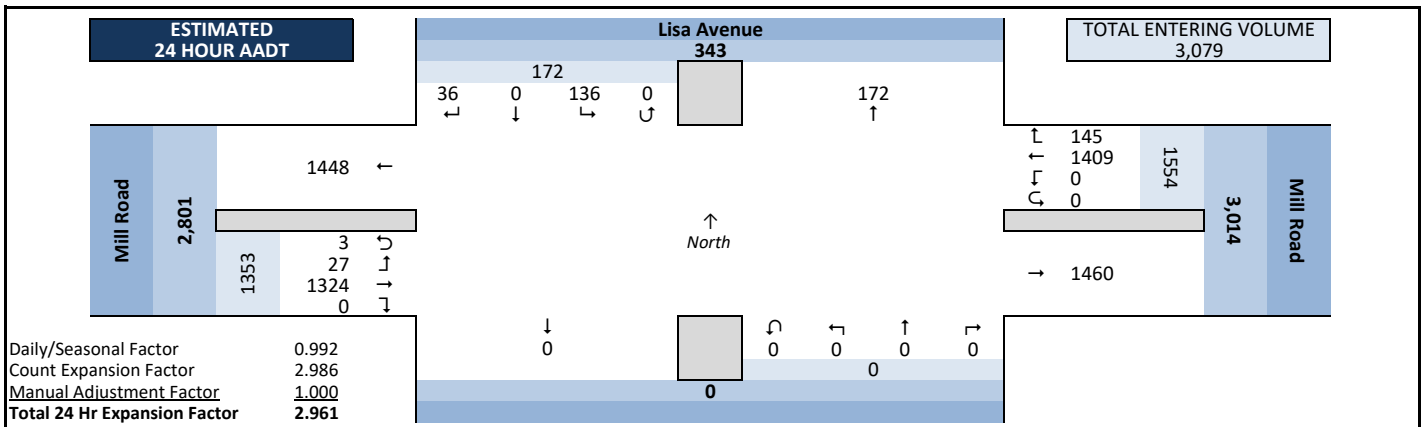 ESTIMATED
24 HOUR AADT
Lisa Avenue
343
TOTAL ENTERING VOLUME
3,079
172
36 0 136 0
↵ ↓ ↳ ↺
172
↑
Mill Road
2,801
1448 ←
1353
3 ⮌
27 ↵
1324 →
0 ↴
↑
North
↑ 145
← 1409
↓ 0
↺ 0
1554
3,014
Mill Road
→ 1460
↓
0
↶ ↰ ↑ ↱
0 0 0 0
0
0
Daily/Seasonal Factor 0.992
Count Expansion Factor 2.986
Manual Adjustment Factor 1.000
Total 24 Hr Expansion Factor 2.961